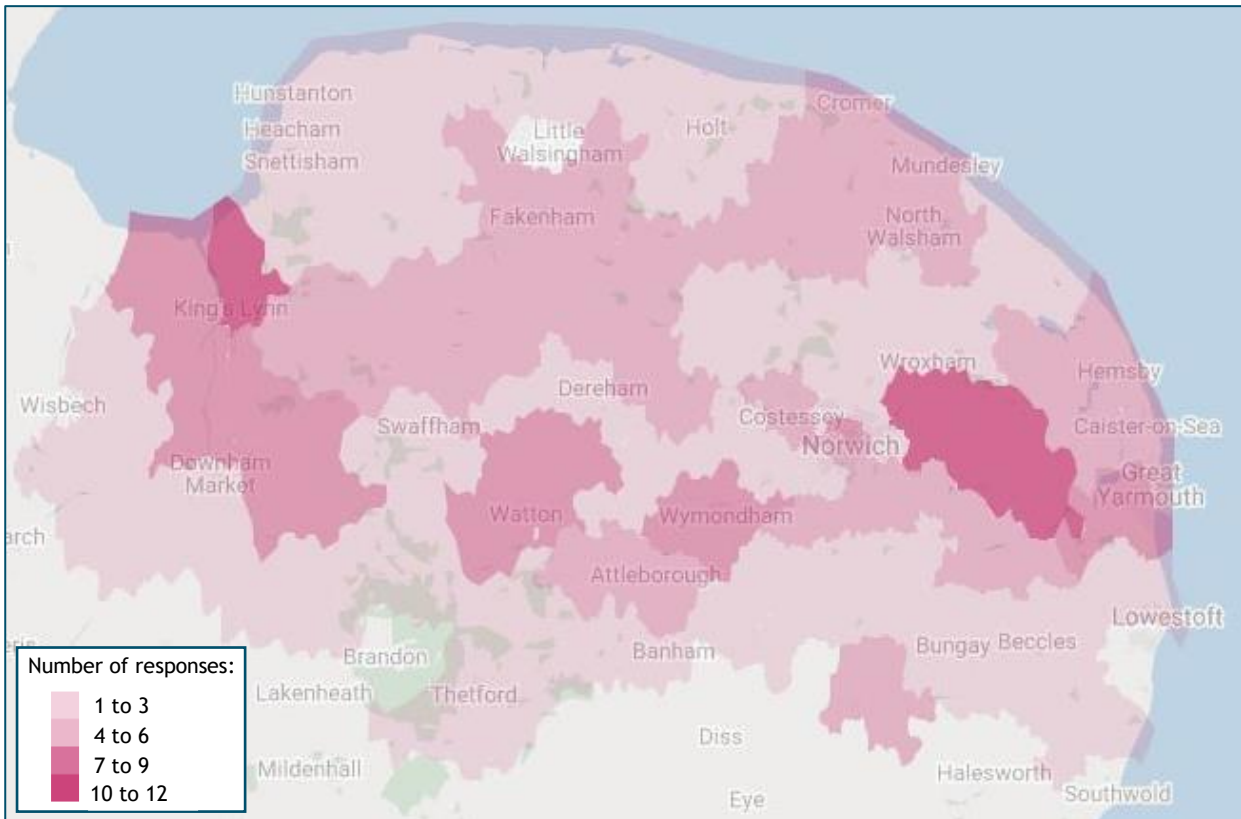 Hunstanton
Cromer
Heacham
Little
Walsingham
Holt
Snettisham
Mundesley
Fakenham
North
Walsham
King's Lynn
Wroxham
Hemsby
Dereham
Wisbech
Swaffham
Costessey
Caister-on-Sea
Norwich
Downham
Market
Great
Yarmouth
Watton
Wymondham
arch
Attleborough
Lowestoft
Brandon
Banham
Bungay
Beccles
Lakenheath
Thetford
Diss
Mildenhall
Halesworth
Eye
Southwold
Number of responses:
1 to 3
4 to 6
7 to 9
10 to 12